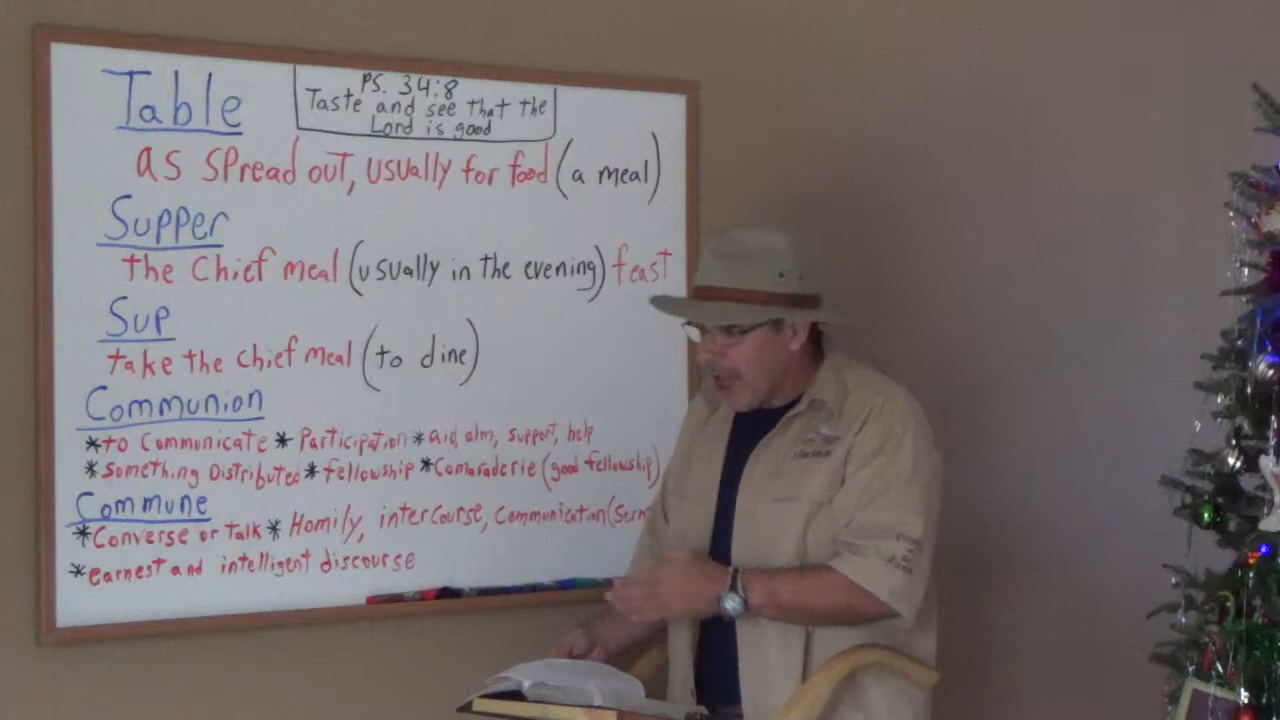 Table
PS. 34:8
Taste and see that the
Lord is good
as spread out, usually for food (a meal)
Supper
the Chief meal (usually in the evening) feast
Sup
take the chief meal (to dine)
Communion
*to Communicate * Participation * aid, alm, support, help
*something Distributed * fellowship *Comaraderie (good fellowship)
Commune
*Converse or Talk * Homily, intercourse, Communication (Serm
*earnest and intelligent discourse